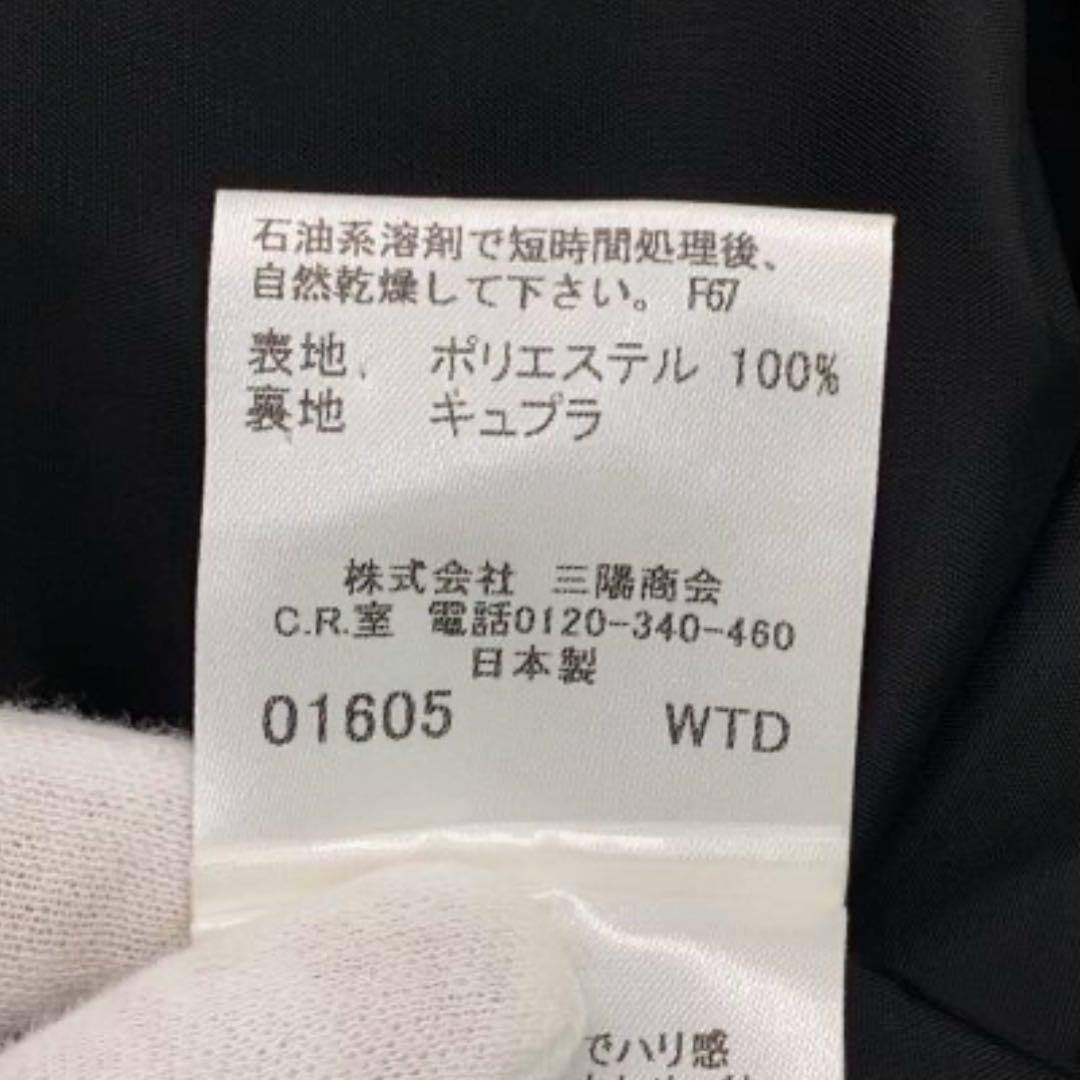 石油系溶剤で短時間処理後、
自然乾燥して下さい。 F67
表地、 ポリエステル 100%
裏地 キュプラ
株式会社 三陽商会
C.R.室 電話0120-340-460
日本製
01605 WTD
でハリ感